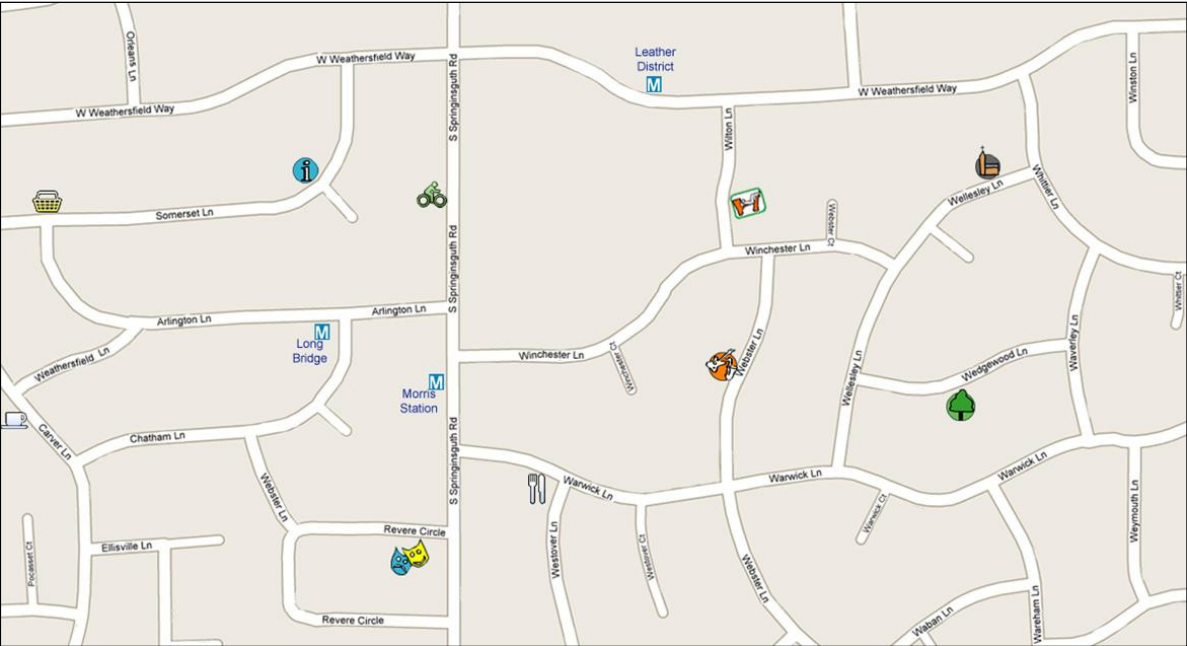 Orleans Ln
W Weathersfield Way
W Weathersfield Way
S Springinsguth Rd
Leather
District
M
Wilton Ln
W Weathersfield Way
Winston Ln
i
Somerset Ln
S Springinsguth Rd
Webster Ct
Winchester Ln
Wellesley Ln
Whittier Ln
Whittier Ct
Arlington Ln
Arlington Ln
M
Long
Bridge
Weathersfield Ln
Winchester Ln
Winchester Ct
Webster Ln
Wellesley Ln
Wedgewood Ln
Waverley Ln
M
Morris
Station
Carver Ln
Chatham Ln
S Springinsguth Rd
Webster Ln
Warwick Ln
Warwick Ln
Warwick Ln
Warwick Ct
Weymouth Ln
Revere Circle
Ellisville Ln
Pocasset Ct
Westover Ln
Westover Ct
Webster Ln
Revere Circle
Waban Ln
Wareham Ln